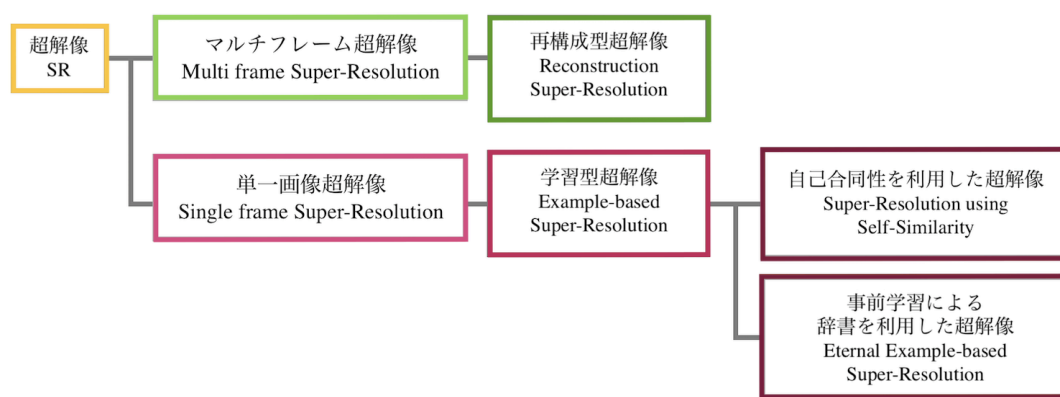 超解像
SR
マルチフレーム超解像
Multi frame Super-Resolution
再構成型超解像
Reconstruction
Super-Resolution
単一画像超解像
Single frame Super-Resolution
学習型超解像
Example-based
Super-Resolution
自己合同性を利用した超解像
Super-Resolution using
Self-Similarity
事前学習による
辞書を利用した超解像
Eternal Example-based
Super-Resolution